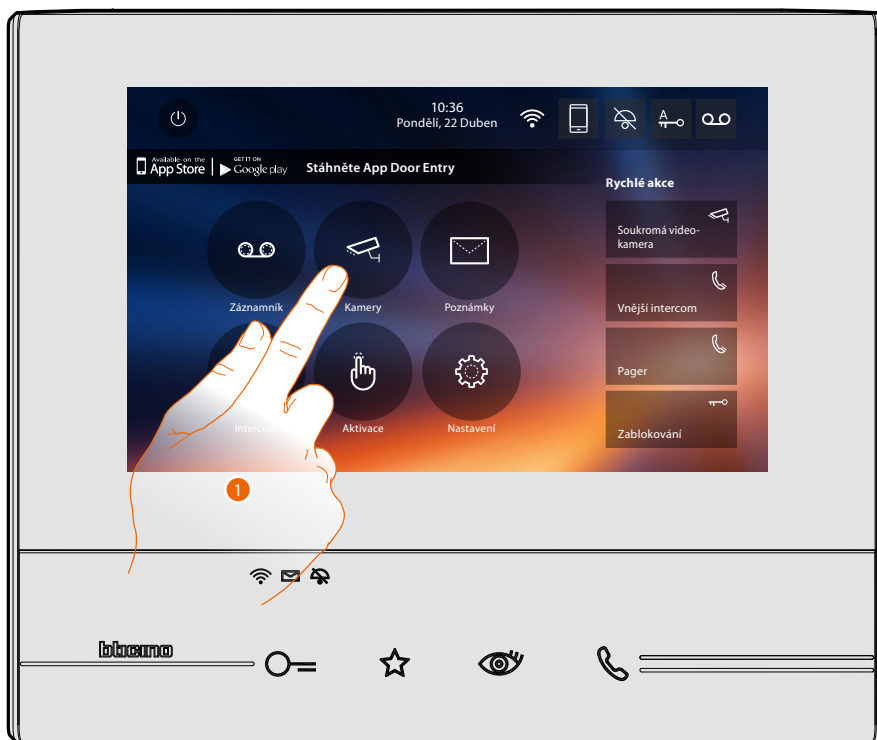 10:36
Pondělí, 22 Duben
A
Available on the
App Store
GET IT ON
Google play
Stáhněte App Door Entry
Rychlé akce
Soukromá video-
kamera
Vnější intercom
Pager
Zablokování
Záznamník
Kamery
Poznámky
Intercom
Aktivace
Nastavení
1
bticino